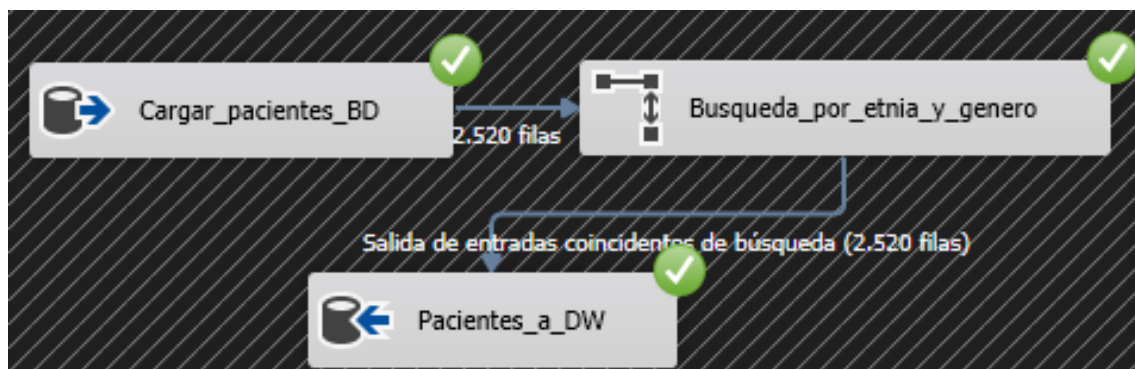 Cargar_pacientes_BD
2.520 filas
Busqueda_por_etnia_y_genero
Salida de entradas coincidentes de búsqueda (2.520 filas)
Pacientes_a_DW